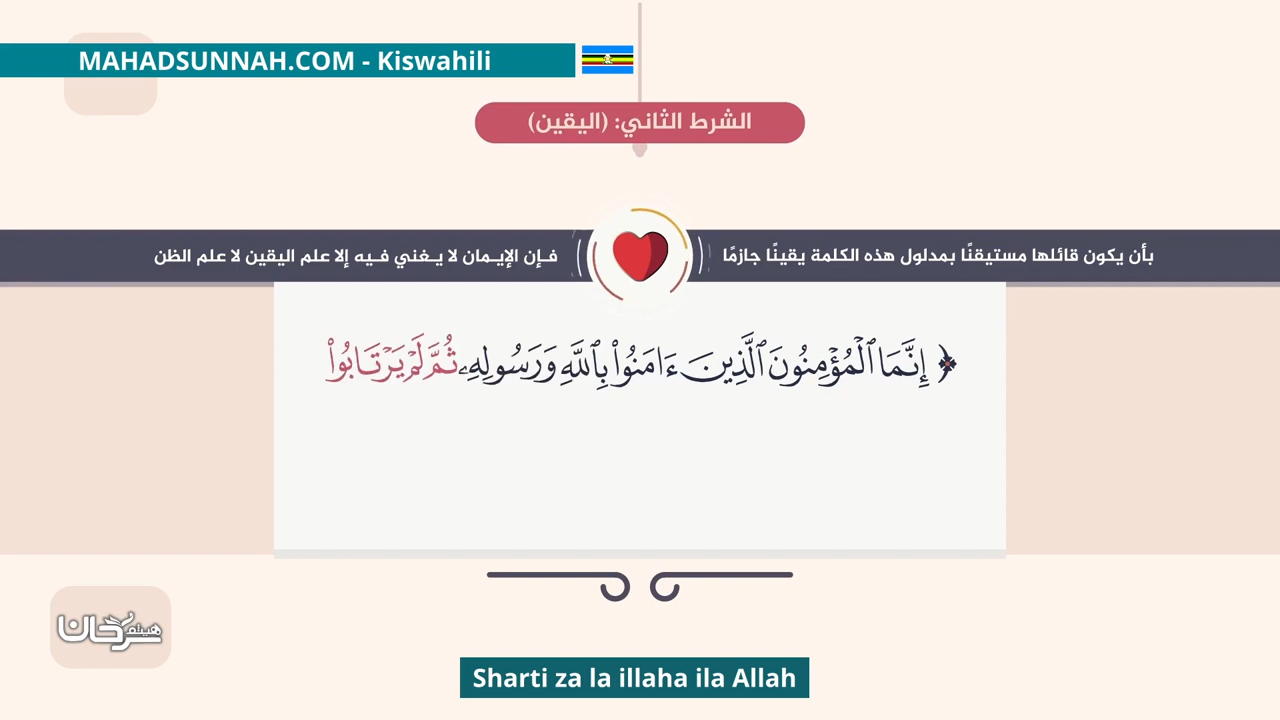 MAHADSUNNAH.COM - Kiswahili
الشرط الثاني: (اليقين)
بأن يكون قائلها مستيقنًا بمدلول هذه الكلمة يقينًا جازمًا
فإن الإيمان لا يغني فيه إلا علم اليقين لا علم الظن
﴿ إِنَّمَا ٱلْمُؤْمِنُونَ ٱلَّذِينَ ءَامَنُوا۟ بِٱللَّهِ وَرَسُولِهِۦ ثُمَّ لَمْ يَرْتَابُوا۟
هيثم سرحان
Sharti za la illaha ila Allah